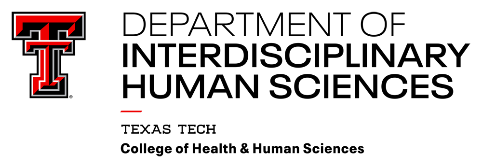 DEPARTMENT OF
INTERDISCIPLINARY
HUMAN SCIENCES
TEXAS TECH
College of Health & Human Sciences